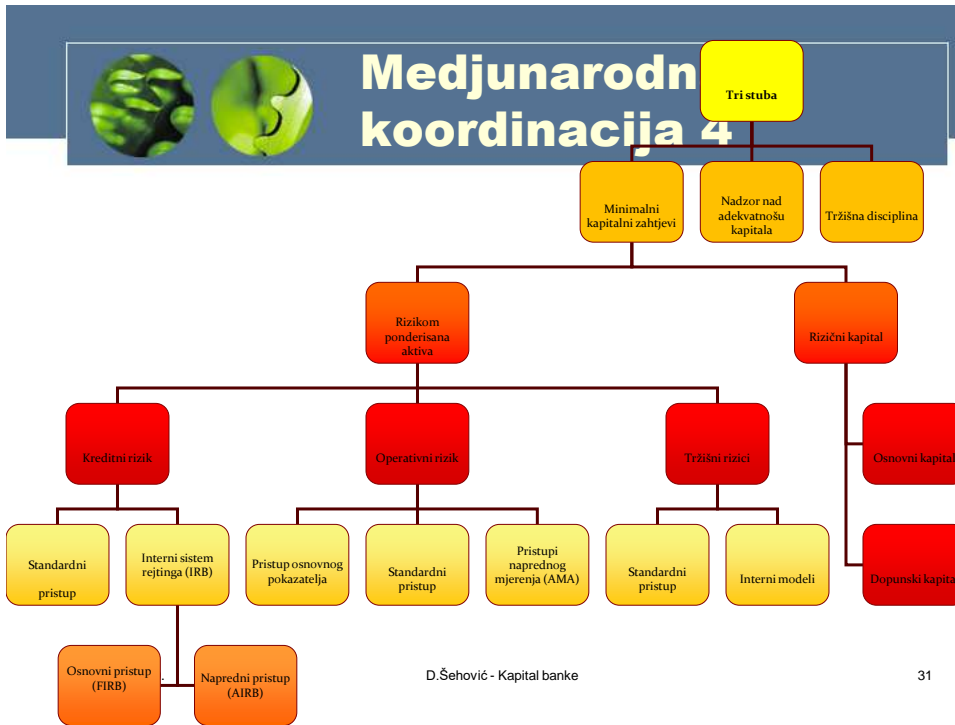 Medjunarodn
koordinacija 4
Tri stuba
Minimalni
kapitalni zahtjevi
Nadzor nad
adekvatnošu
kapitala
Tržišna disciplina
Rizikom
ponderisana
aktiva
Rizični kapital
Kreditni rizik
Operativni rizik
Tržišni rizici
Osnovni kapital
Standardni
pristup
Interni sistem
rejtinga (IRB)
Pristup osnovnog
pokazatelja
Standardni
pristup
Pristupi
naprednog
mjerenja (AMA)
Standardni
pristup
Interni modeli
Dopunski kapital
Osnovni pristup
(FIRB)
.
Napredni pristup
(AIRB)
D.Šehović - Kapital banke
31